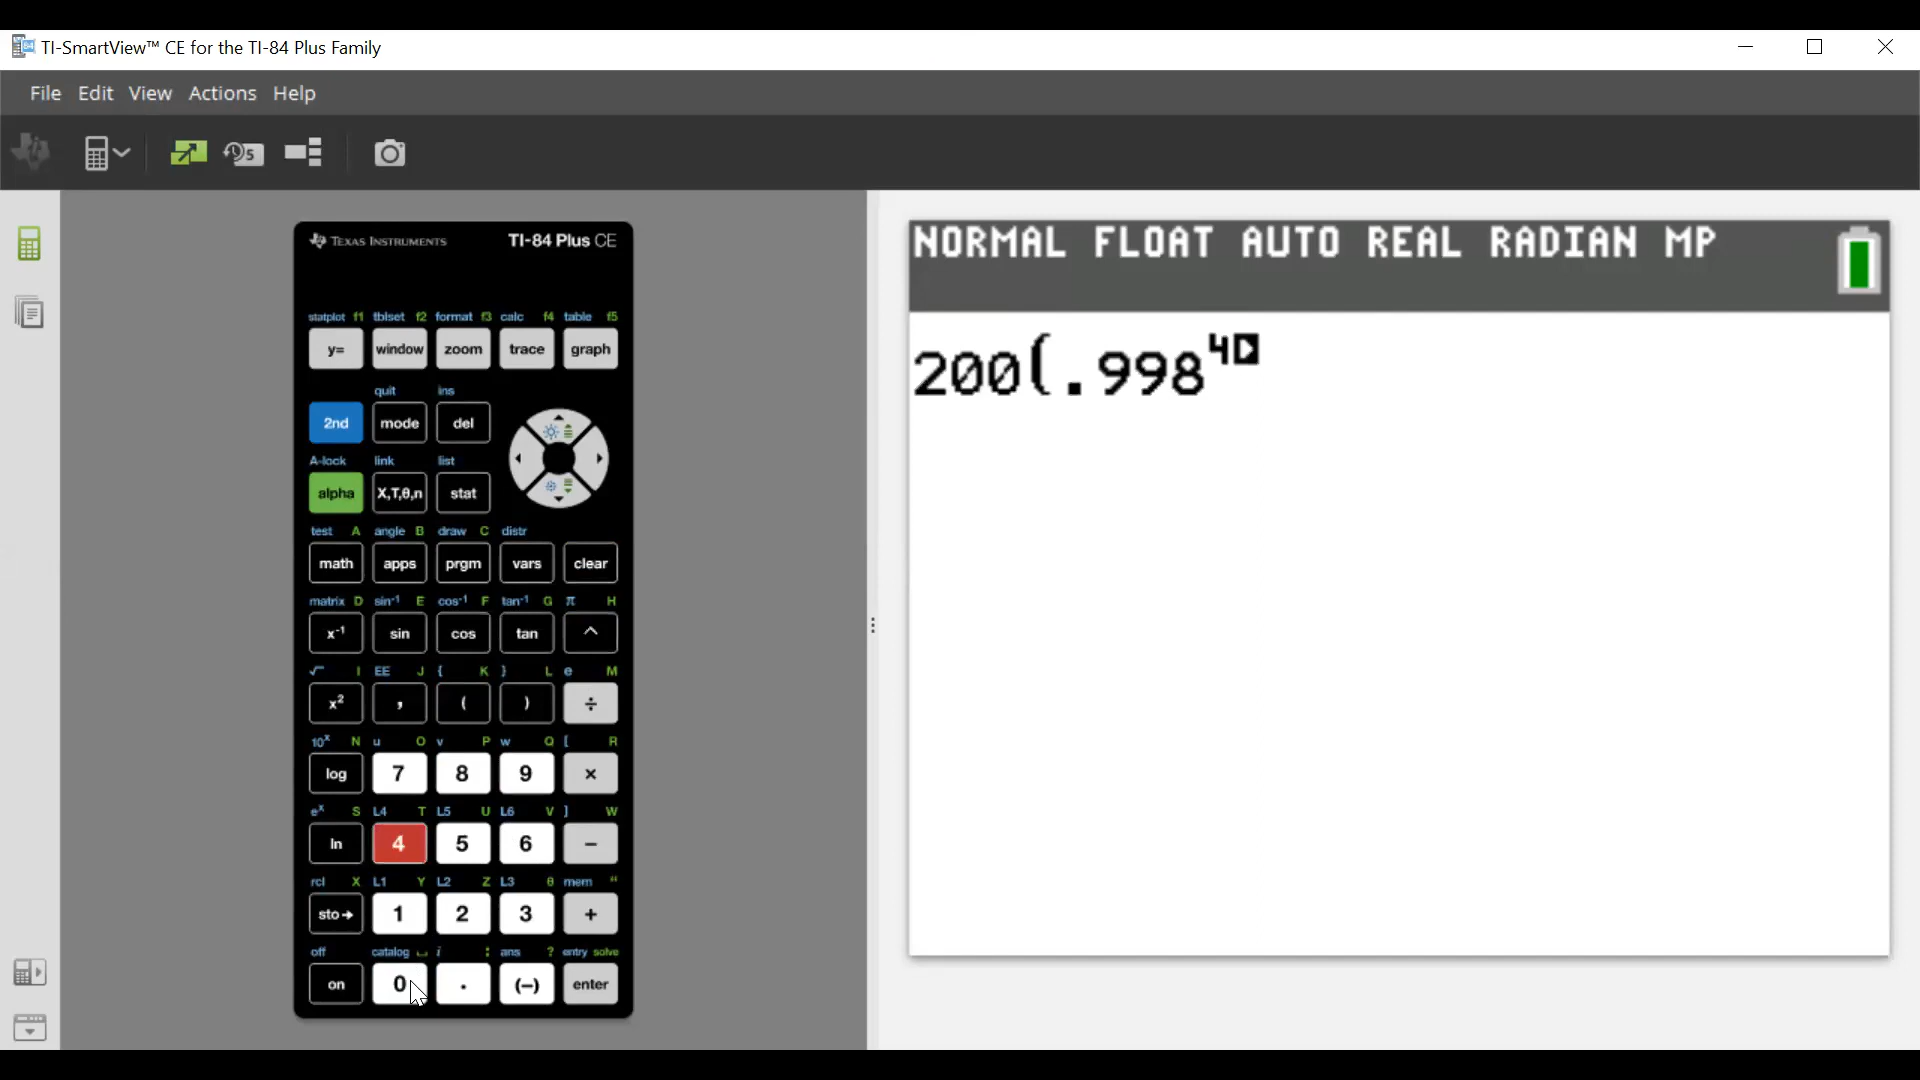 TI-SmartView™ CE for the TI-84 Plus Family
File Edit View Actions Help
5
TEXAS INSTRUMENTS TI-84 Plus CE
statplot f1 tblset f2 format f3 calc f4 table f5
y= window zoom trace graph
quit ins
2nd mode del
A-lock link list
alpha X,T,θ,n stat
test A angle B draw C distr
math apps prgm vars clear
matrix D sin⁻¹ E cos⁻¹ F tan⁻¹ G π H
x⁻¹ sin cos tan ^
√ I EE J { K } L e M
x² , ( ) ÷
10ˣ N u O v P w Q [ R
log 7 8 9 ×
eˣ S L4 T L5 U L6 V ] W
ln 4 5 6 −
rcl X L1 Y L2 Z L3 θ mem "
sto→ 1 2 3 +
off catalog ⎵ i : ans ? entry solve
on 0 . (−) enter
NORMAL FLOAT AUTO REAL RADIAN MP
200(.998⁴